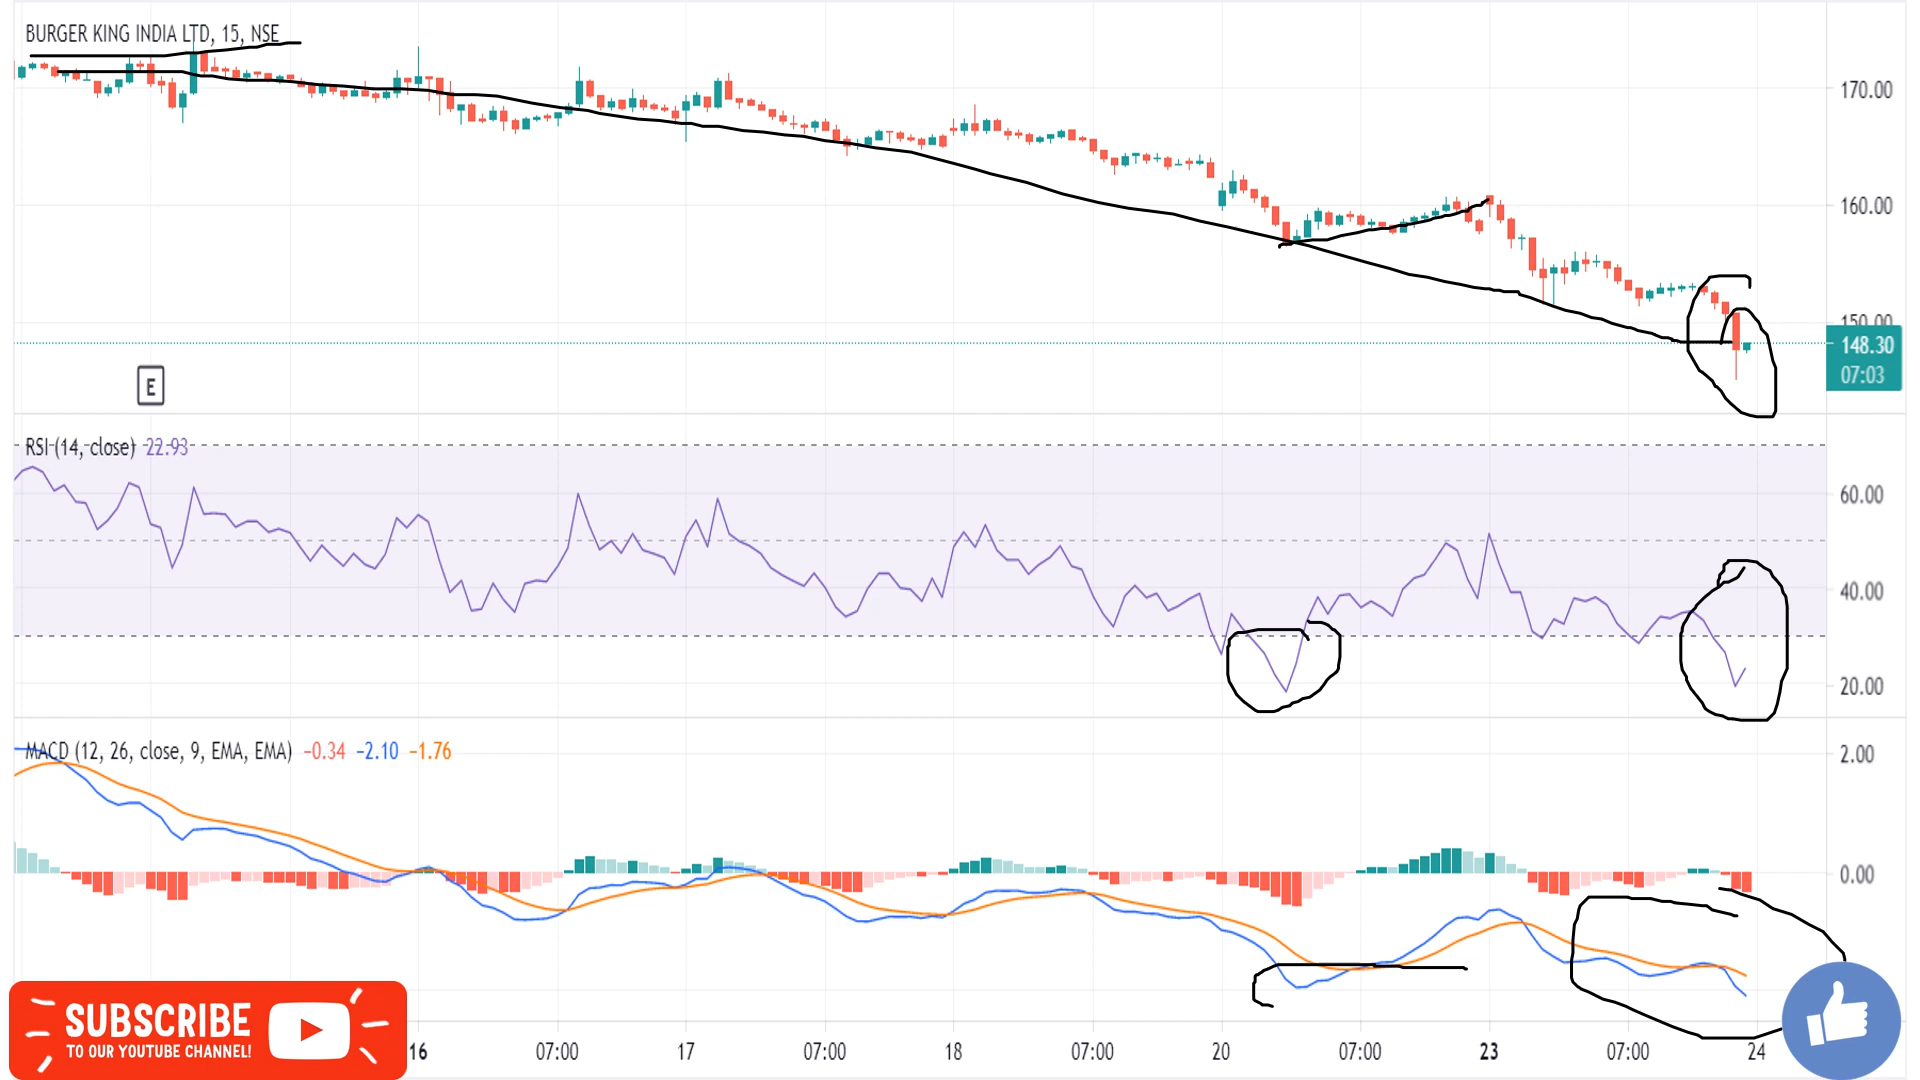 BURGER KING INDIA LTD, 15, NSE
170.00
160.00
150.00
148.30
07:03
E
RSI (14, close) 22.93
60.00
40.00
20.00
MACD (12, 26, close, 9, EMA, EMA) −0.34 −2.10 −1.76
2.00
0.00
SUBSCRIBE
TO OUR YOUTUBE CHANNEL!
16 07:00 17 07:00 18 07:00 20 07:00 23 07:00 24